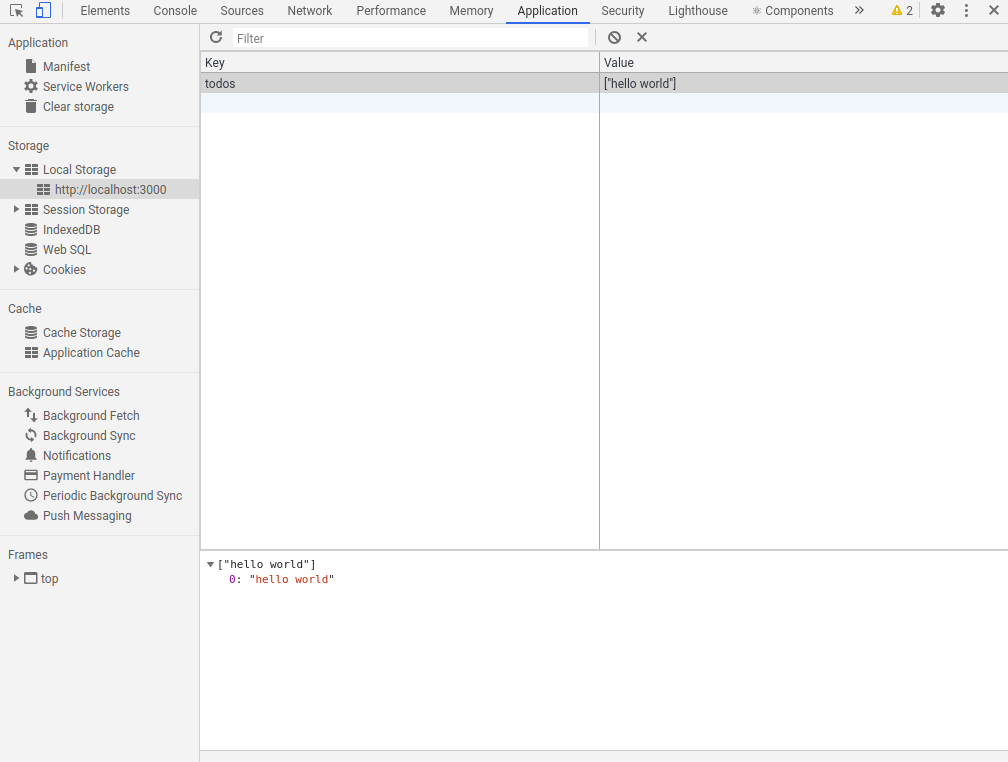 Elements Console Sources Network Performance Memory Application Security Lighthouse Components 2
Application
Manifest
Service Workers
Clear storage
Storage
Local Storage
http://localhost:3000
Session Storage
IndexedDB
Web SQL
Cookies
Cache
Cache Storage
Application Cache
Background Services
Background Fetch
Background Sync
Notifications
Payment Handler
Periodic Background Sync
Push Messaging
Frames
top
Filter
Key Value
todos ["hello world"]
["hello world"]
0: "hello world"